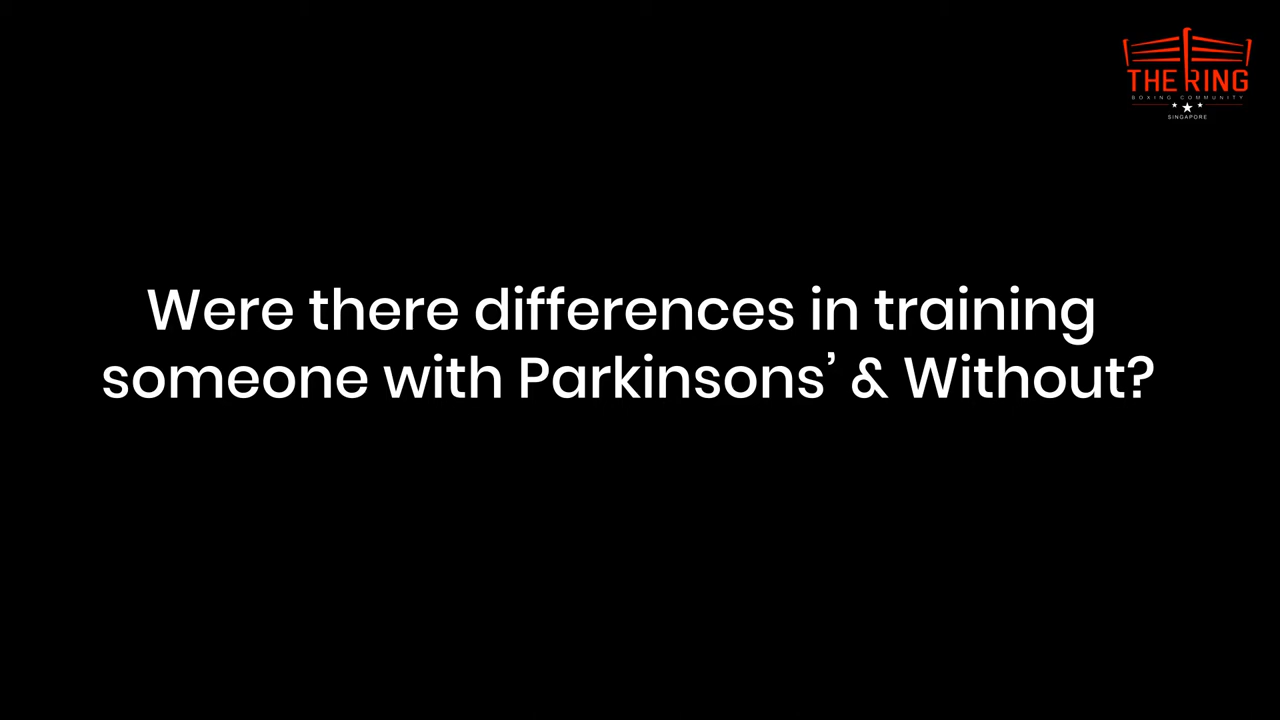 THE RING
BOXING COMMUNITY
SINGAPORE
Were there differences in training
someone with Parkinsons’ & Without?